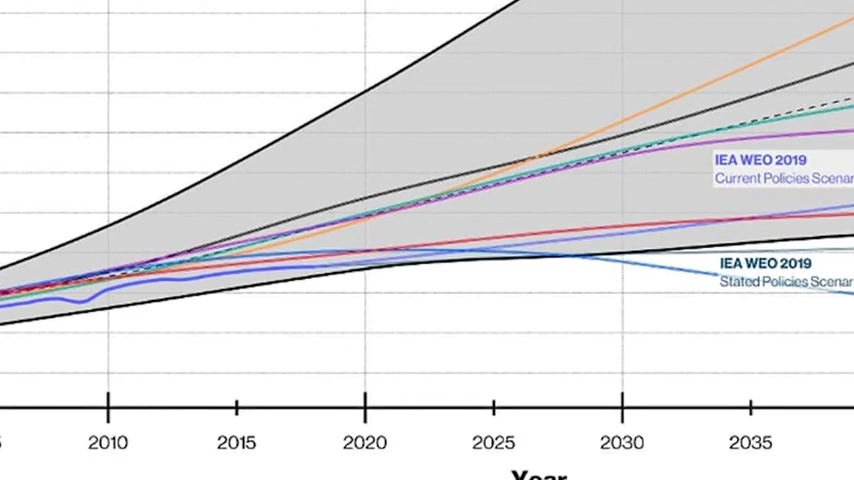 IEA WEO 2019
Current Policies Scenar
IEA WEO 2019
Stated Policies Scenar
2010 2015 2020 2025 2030 2035
Year